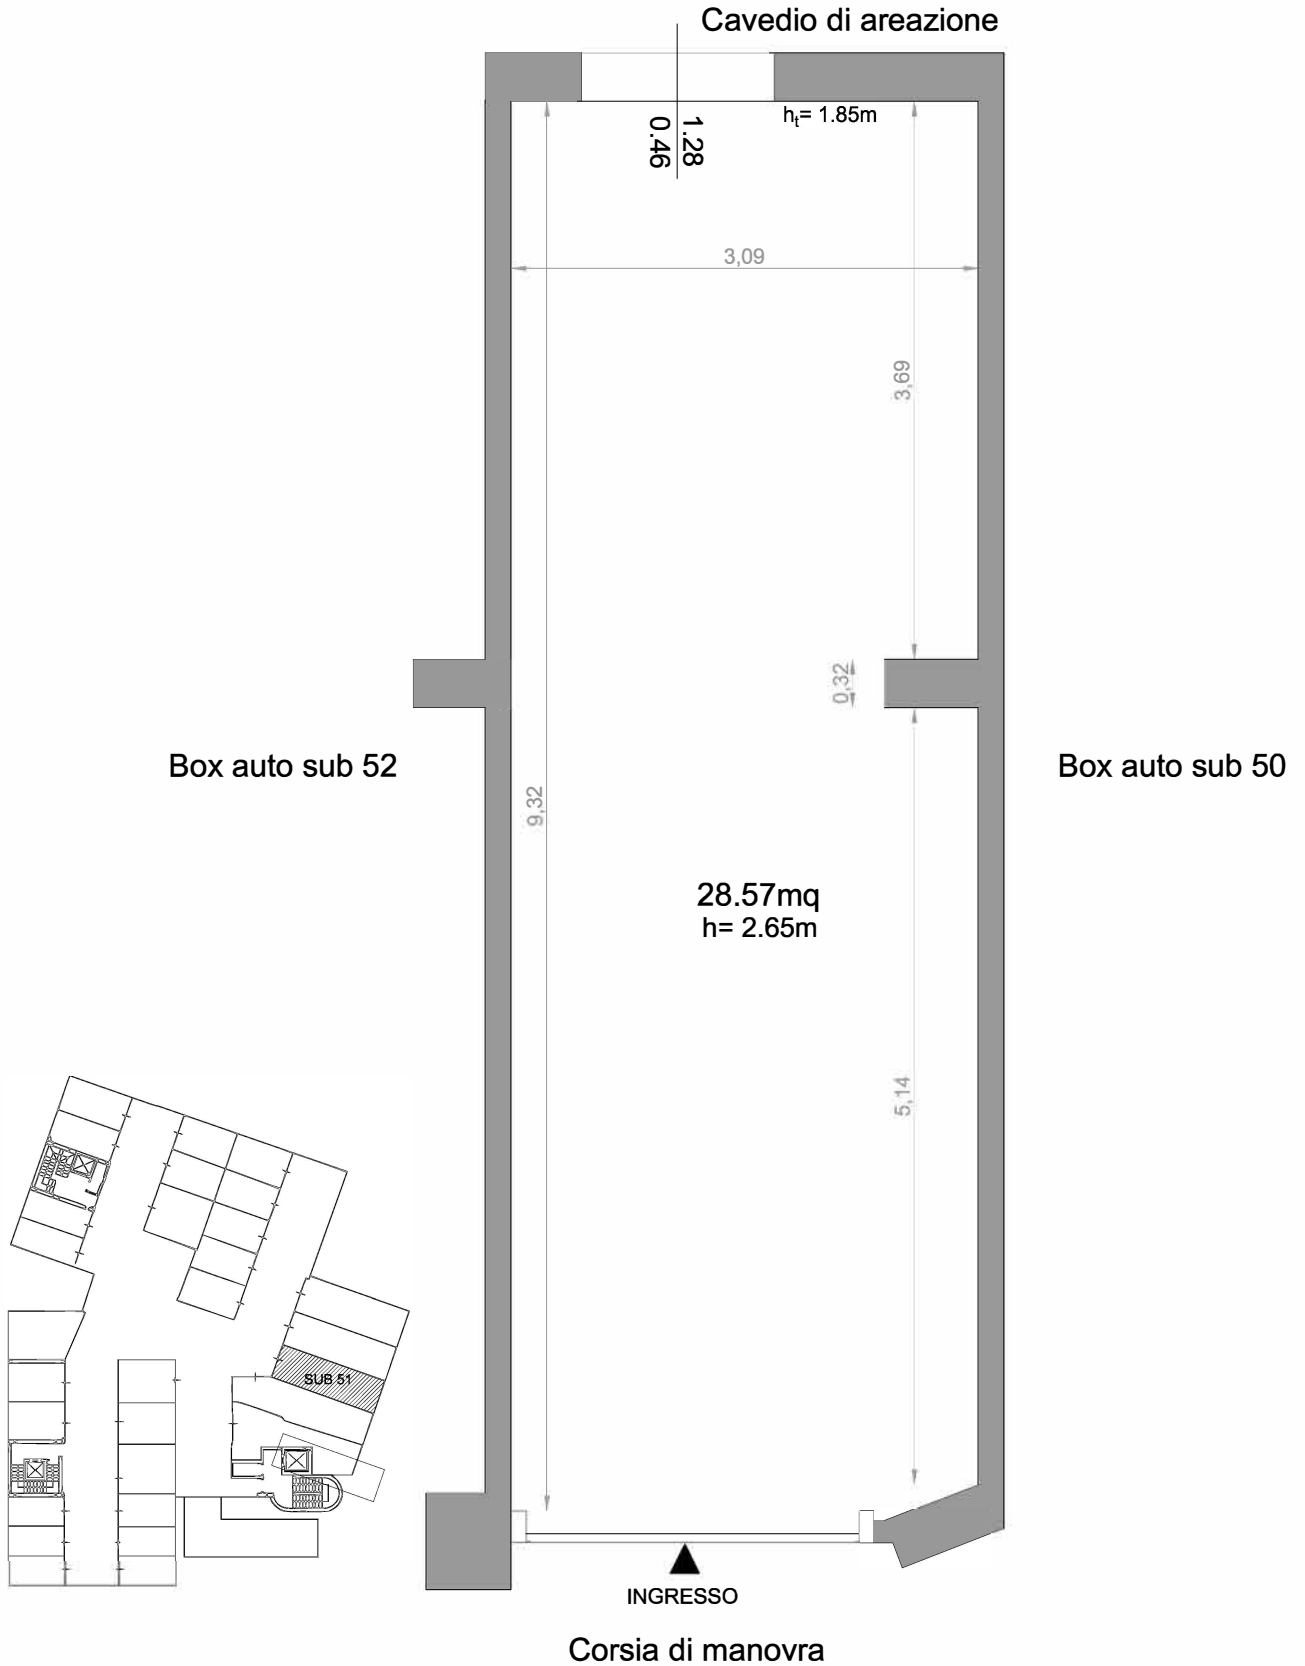 Cavedio di areazione
1.28
0.46
hₜ= 1.85m
3,09
3,69
0,32
Box auto sub 52
Box auto sub 50
9,32
28.57mq
h= 2.65m
5,14
SUB 51
INGRESSO
Corsia di manovra